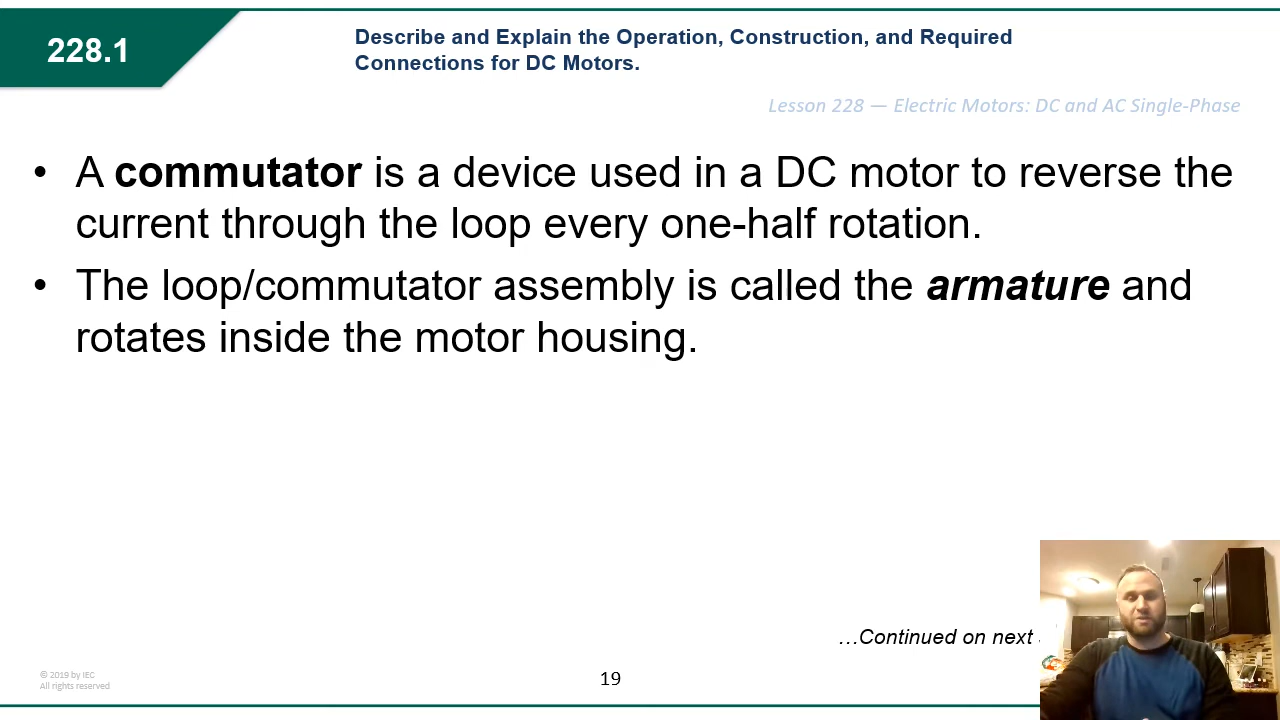 228.1
Describe and Explain the Operation, Construction, and Required
Connections for DC Motors.
Lesson 228 — Electric Motors: DC and AC Single-Phase
• A commutator is a device used in a DC motor to reverse the
current through the loop every one-half rotation.
• The loop/commutator assembly is called the armature and
rotates inside the motor housing.
…Continued on next
© 2019 by IEC
All rights reserved
19